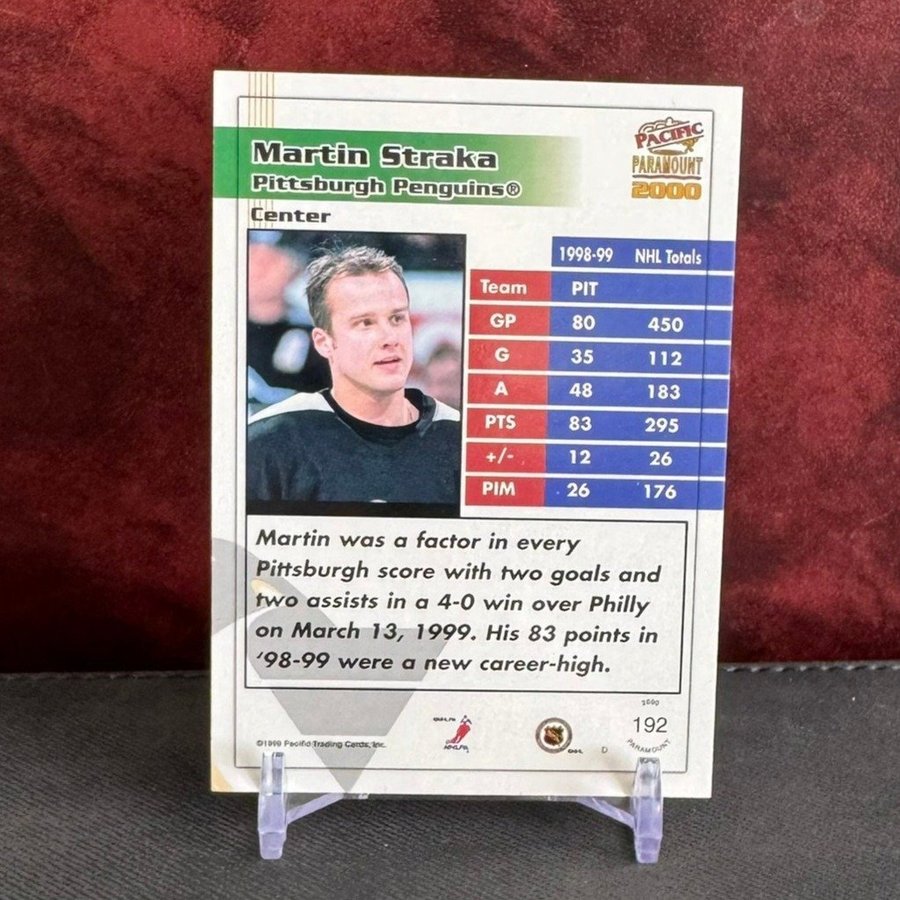 Martin Straka
Pittsburgh Penguins®
Center
PACIFIC
PARAMOUNT
2000
1998-99 NHL Totals
Team PIT
GP 80 450
G 35 112
A 48 183
PTS 83 295
+/- 12 26
PIM 26 176
Martin was a factor in every
Pittsburgh score with two goals and
two assists in a 4-0 win over Philly
on March 13, 1999. His 83 points in
'98-99 were a new career-high.
©1999 Pacific Trading Cards, Inc.
NHLPA
D
2000
192
PARAMOUNT